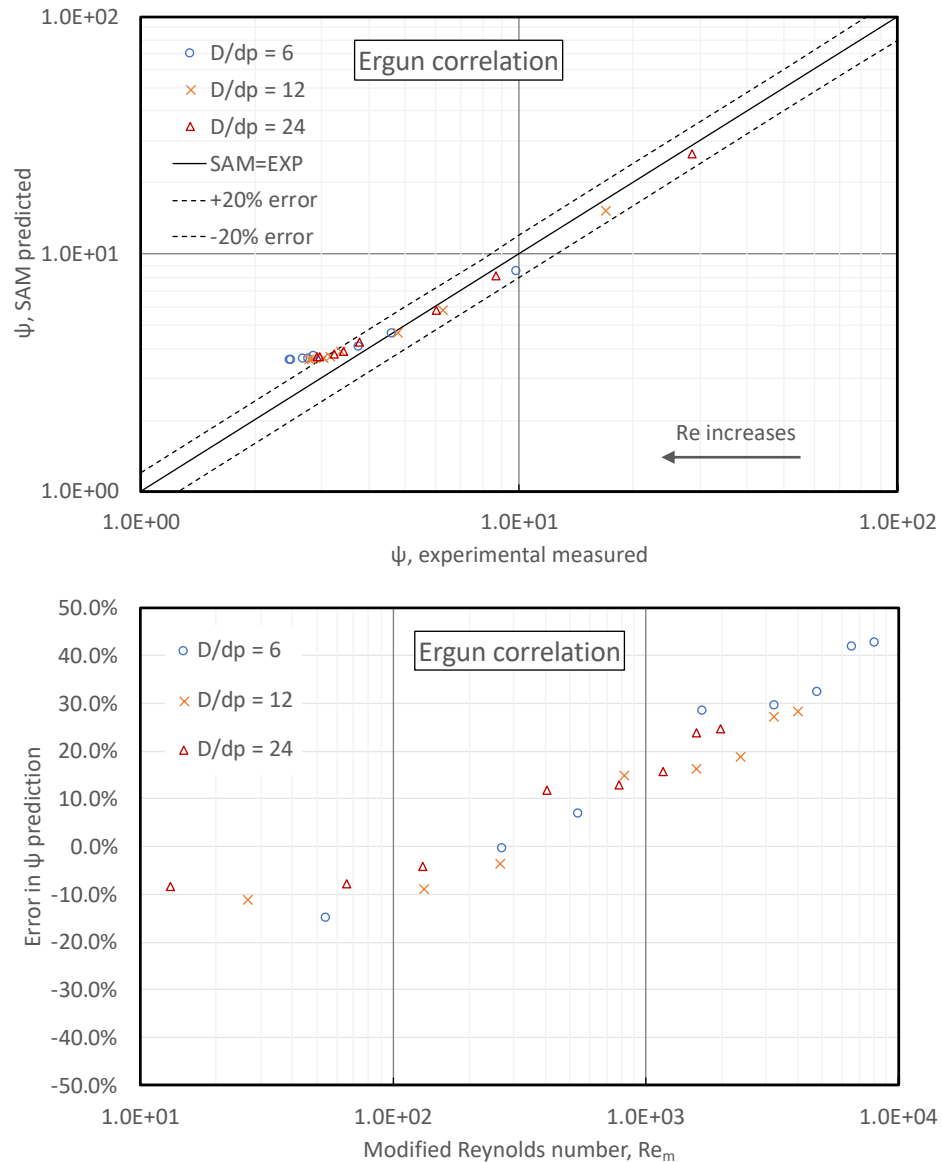 1.0E+02
D/dp = 6
Ergun correlation
D/dp = 12
D/dp = 24
SAM=EXP
+20% error
-20% error
ψ, SAM predicted
1.0E+01
Re increases
1.0E+00
1.0E+00
1.0E+01
1.0E+02
ψ, experimental measured
50.0%
D/dp = 6
Ergun correlation
40.0%
D/dp = 12
30.0%
D/dp = 24
20.0%
10.0%
Error in ψ prediction
0.0%
-10.0%
-20.0%
-30.0%
-40.0%
-50.0%
1.0E+01
1.0E+02
1.0E+03
1.0E+04
Modified Reynolds number, Reₘ